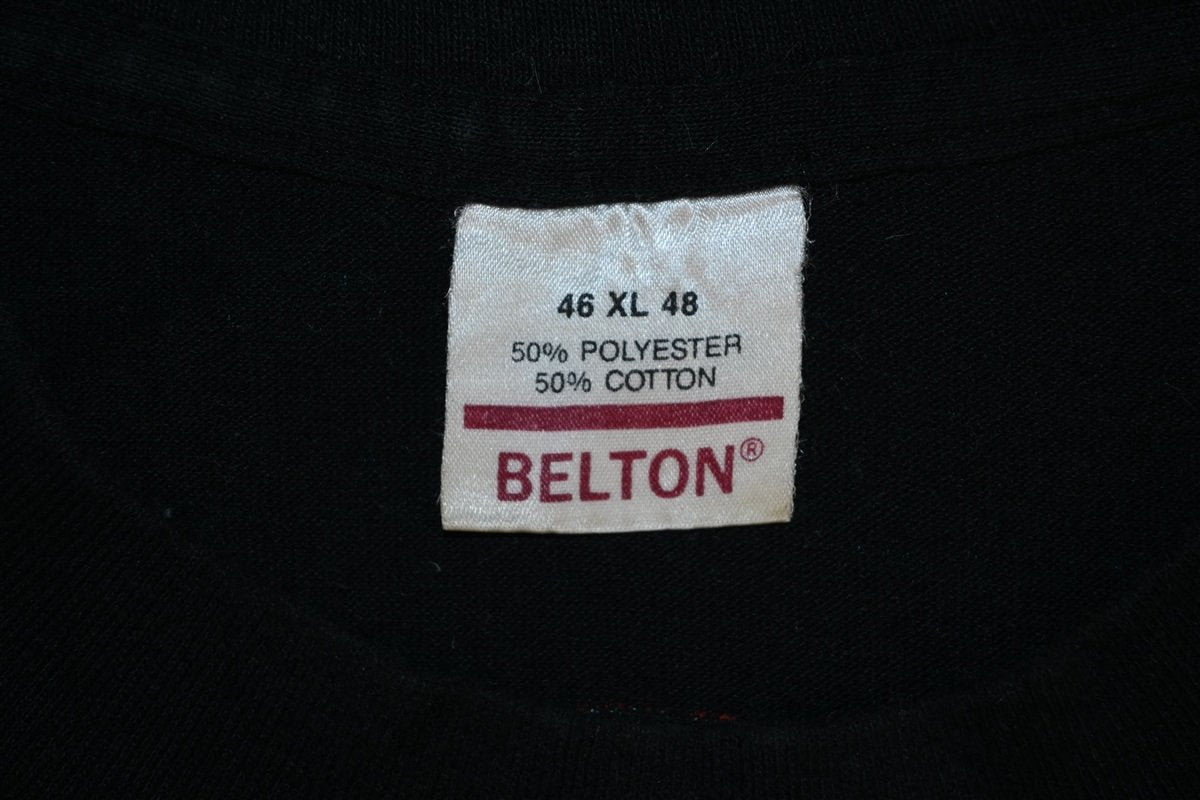 46 XL 48
50% POLYESTER
50% COTTON
BELTON®